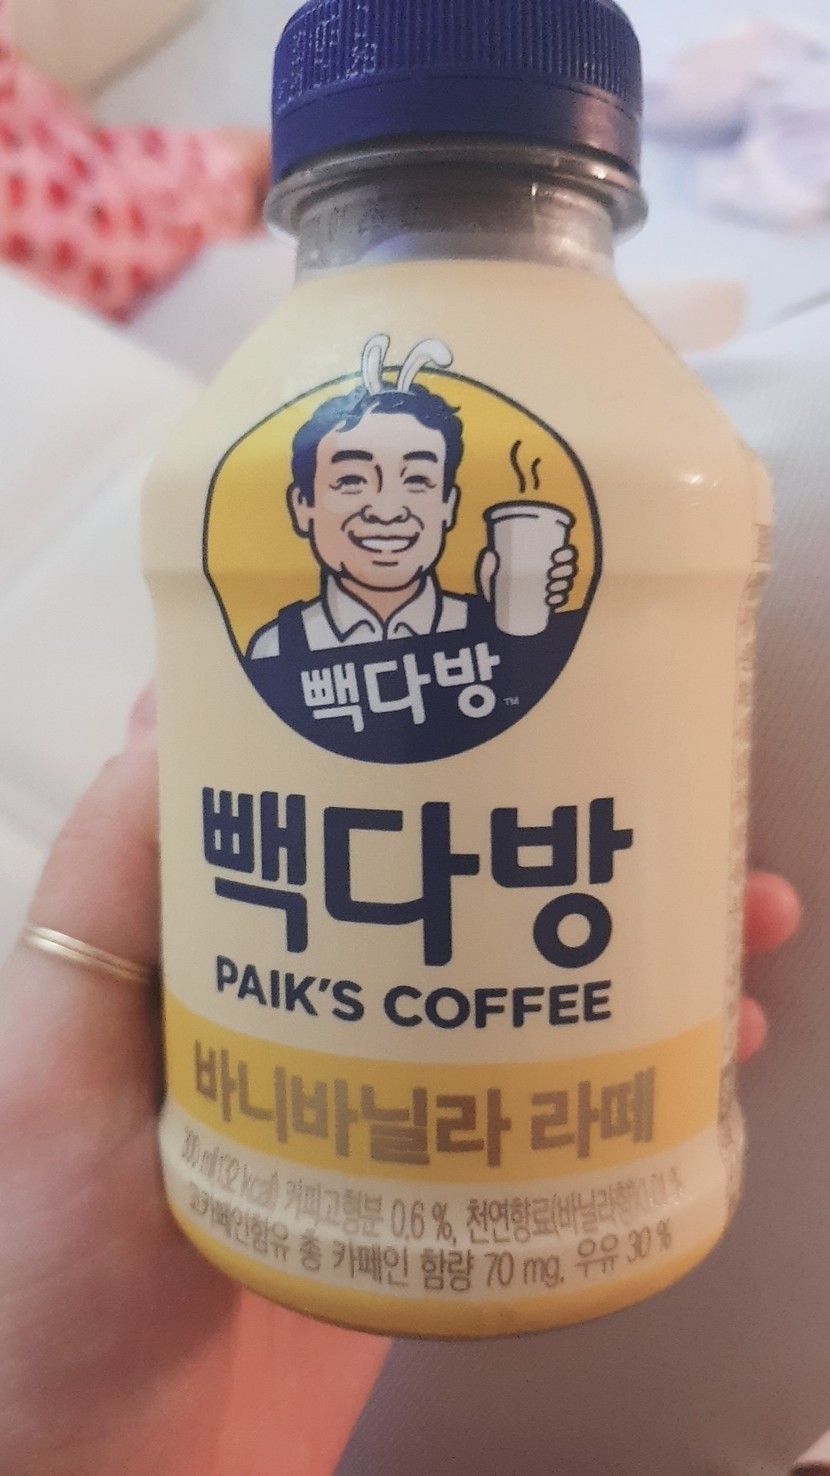 빽다방 TM
빽다방
PAIK'S COFFEE
바니바닐라 라떼
300 ml 커피고형분 0.6 %, 천연향료(바닐라향)
고카페인함유 총 카페인 함량 70 mg, 우유 30 %